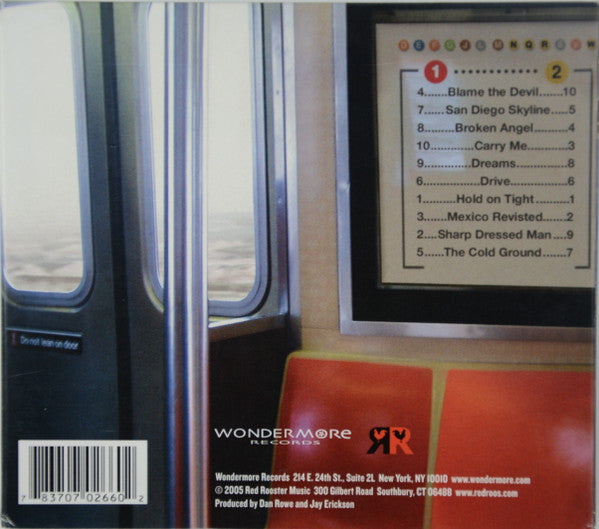 D E F G J L M N Q R S V W
1 2
4.......Blame the Devil.......10
7.......San Diego Skyline.....5
8.........Broken Angel.........4
10.............Carry Me............3
9..............Dreams.............8
6................Drive...............6
1..........Hold on Tight..........1
3.......Mexico Revisted......2
2....Sharp Dressed Man....9
5.....The Cold Ground.......7
Do not lean on door
WONDERMORE
RECORDS
RR
Wondermore Records 214 E. 24th St., Suite 2L New York, NY 10010 www.wondermore.com
© 2005 Red Rooster Music 300 Gilbert Road Southbury, CT 06488 www.redroos.com
Produced by Dan Rowe and Jay Erickson
7 83707 02660 2